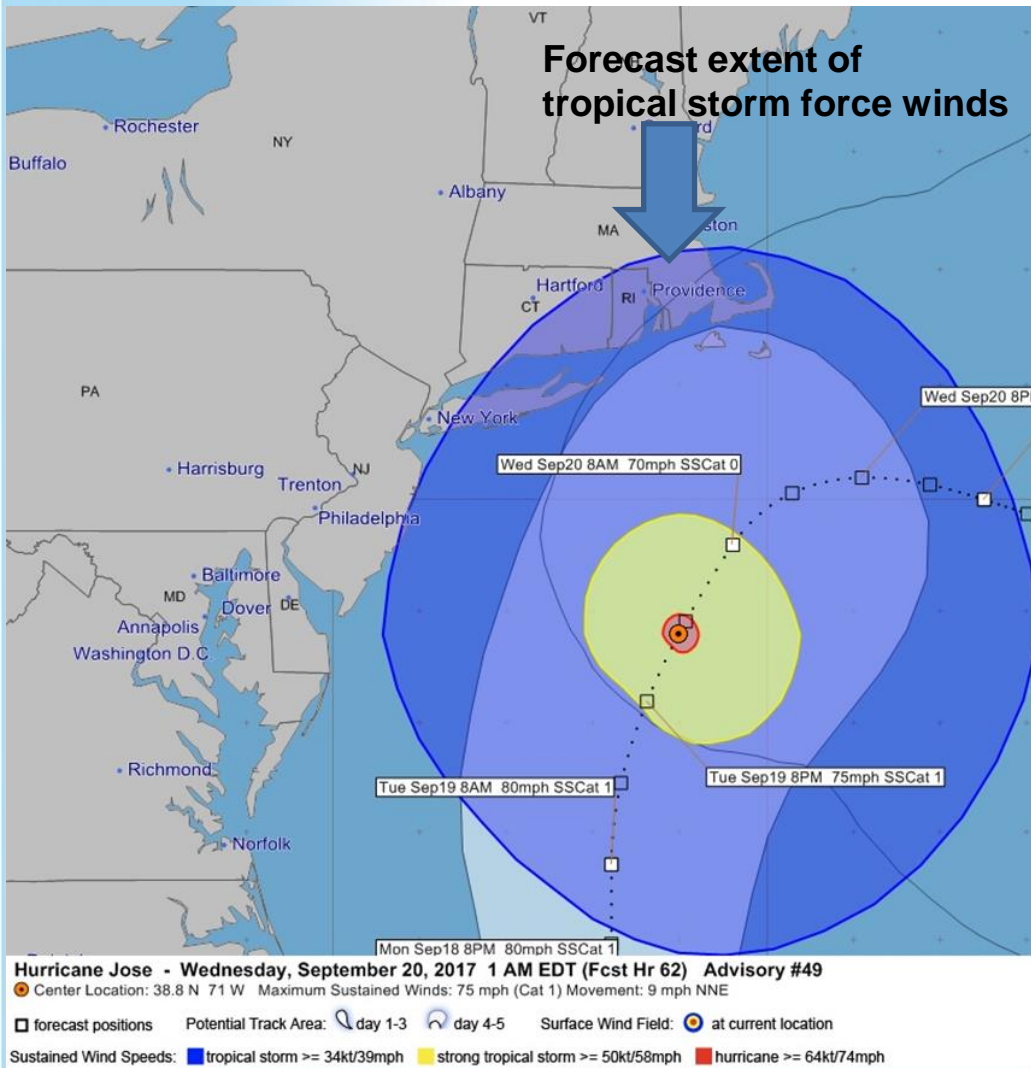 VT
Forecast extent of
tropical storm force winds
Rochester
NY
Buffalo
Albany
MA
Hartford
CT
RI
Providence
PA
New York
Wed Sep20 8P
Harrisburg
Wed Sep20 8AM 70mph SSCat 0
NJ
Trenton
Philadelphia
Baltimore
MD
Dover
DE
Annapolis
Washington D.C.
Richmond
Tue Sep19 8AM 80mph SSCat 1
Tue Sep19 8PM 75mph SSCat 1
Norfolk
Mon Sep18 8PM 80mph SSCat 1
Hurricane Jose - Wednesday, September 20, 2017 1 AM EDT (Fcst Hr 62) Advisory #49
Center Location: 38.8 N 71 W Maximum Sustained Winds: 75 mph (Cat 1) Movement: 9 mph NNE
forecast positions Potential Track Area: day 1-3 day 4-5 Surface Wind Field: at current location
Sustained Wind Speeds: tropical storm >= 34kt/39mph strong tropical storm >= 50kt/58mph hurricane >= 64kt/74mph